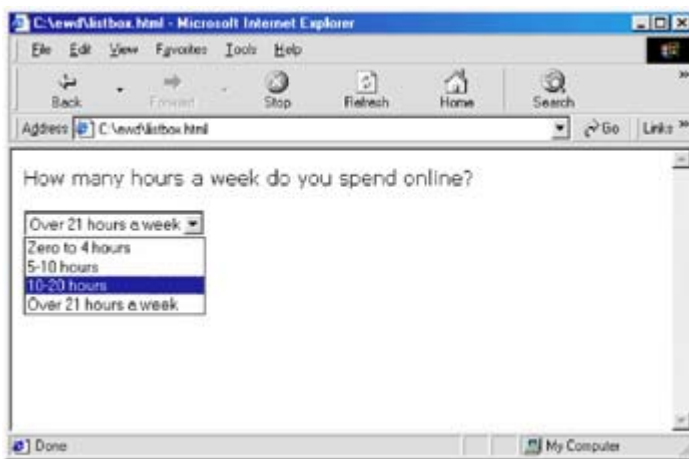 C:\ewd\listbox.html - Microsoft Internet Explorer
File Edit View Favorites Tools Help
Back Forward Stop Refresh Home Search »
Address C:\ewd\listbox.html Go Links »
How many hours a week do you spend online?
Over 21 hours a week
Zero to 4 hours
5-10 hours
10-20 hours
Over 21 hours a week
Done My Computer